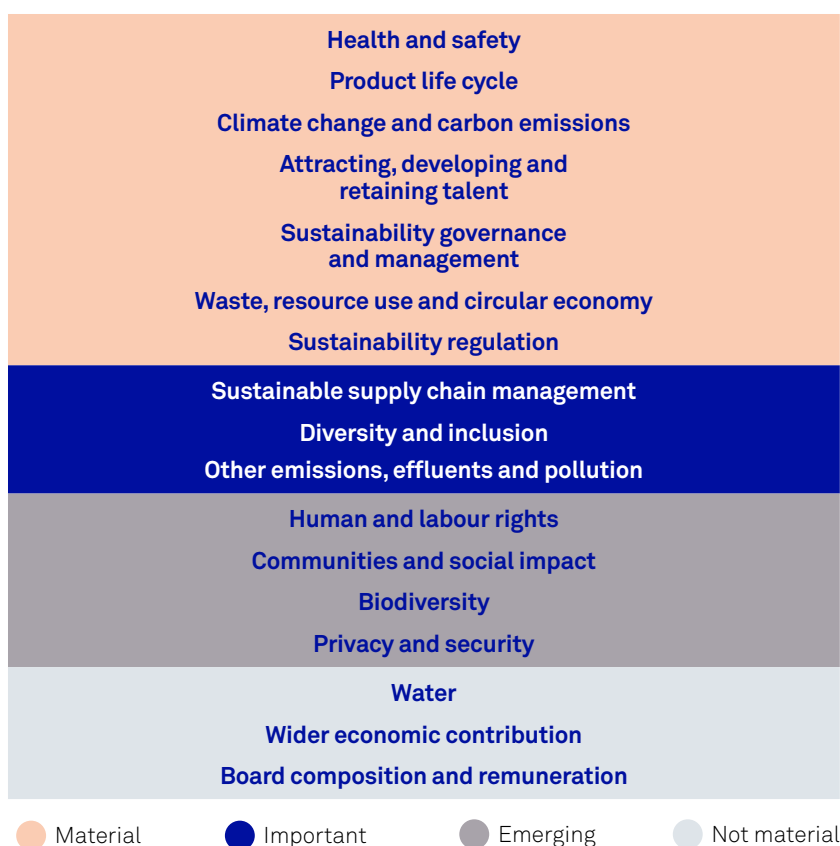 Health and safety
Product life cycle
Climate change and carbon emissions
Attracting, developing and
retaining talent
Sustainability governance
and management
Waste, resource use and circular economy
Sustainability regulation
Sustainable supply chain management
Diversity and inclusion
Other emissions, effluents and pollution
Human and labour rights
Communities and social impact
Biodiversity
Privacy and security
Water
Wider economic contribution
Board composition and remuneration
Material Important Emerging Not material